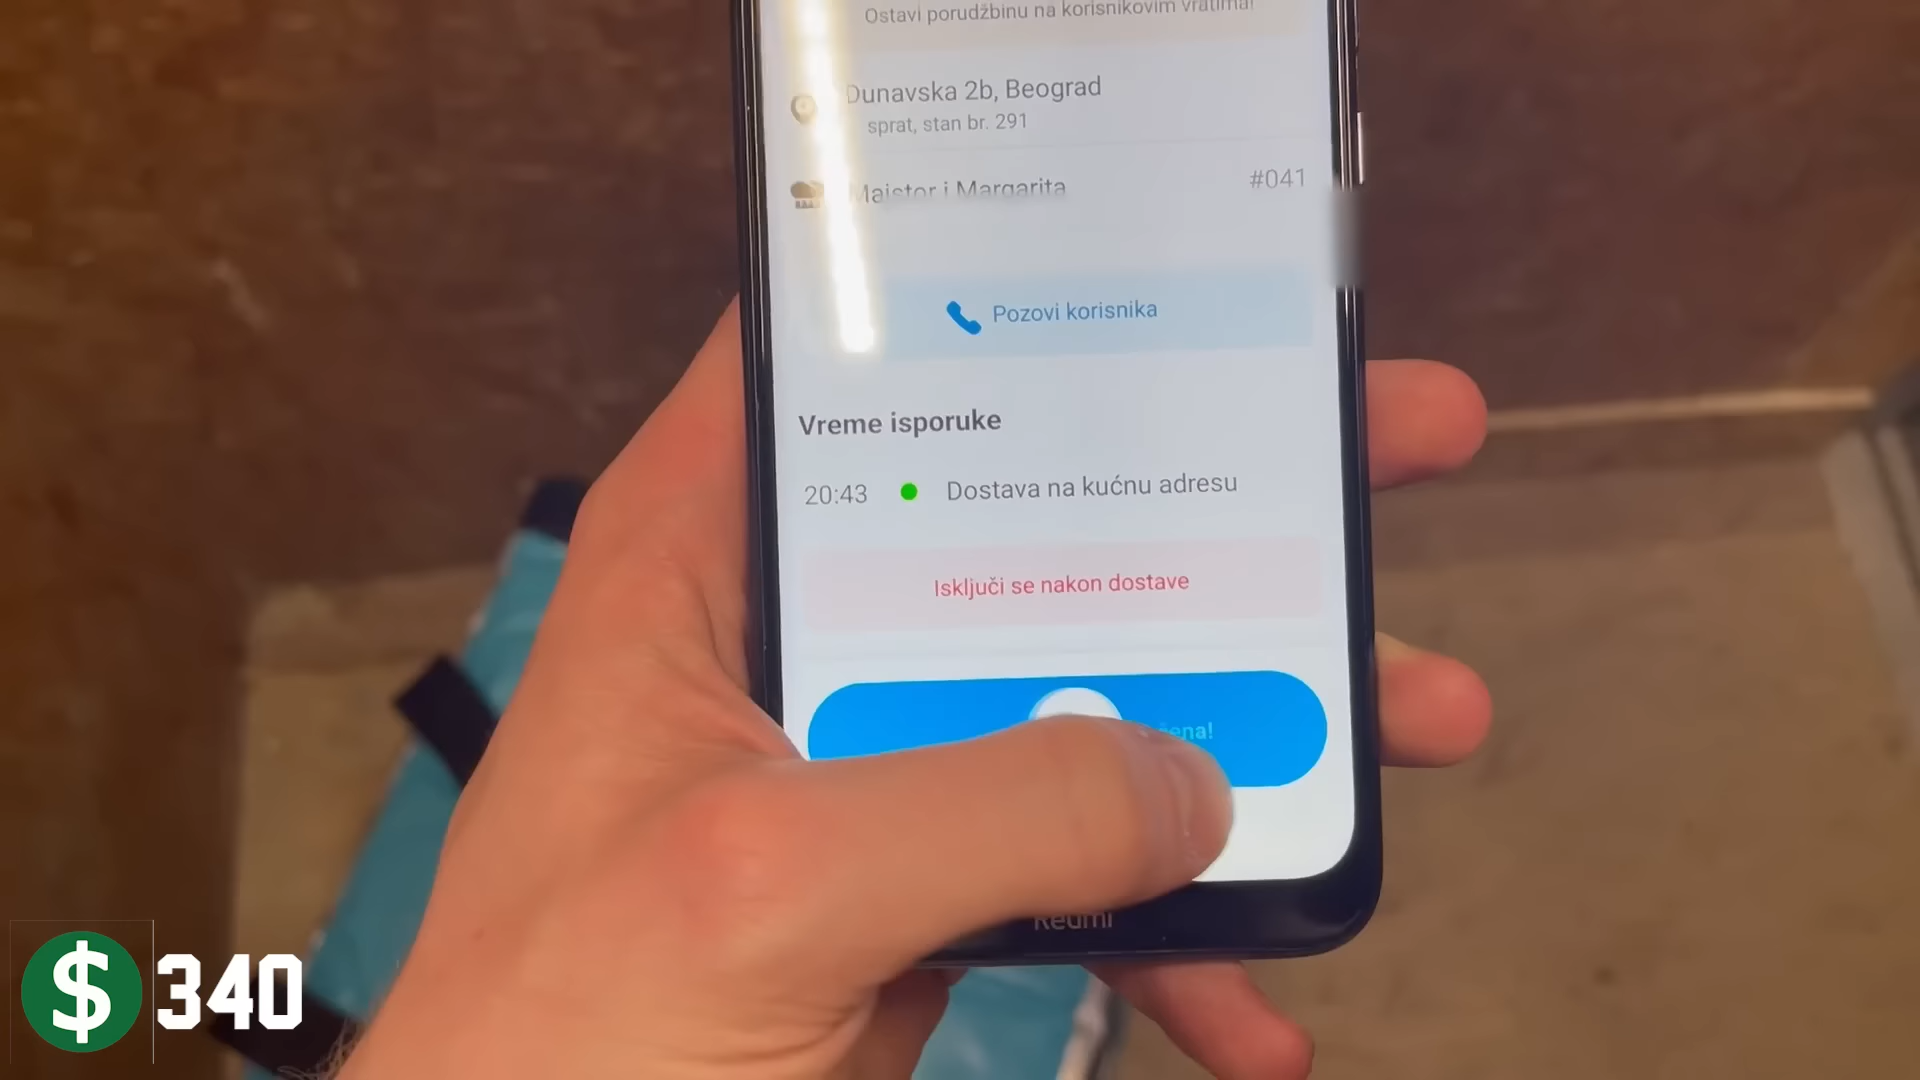 Ostavi porudžbinu na korisnikovim vratima!
Dunavska 2b, Beograd
sprat, stan br. 291
Majstor i Margarita
#041
Pozovi korisnika
Vreme isporuke
20:43
Dostava na kućnu adresu
Isključi se nakon dostave
Redmi
$ 340